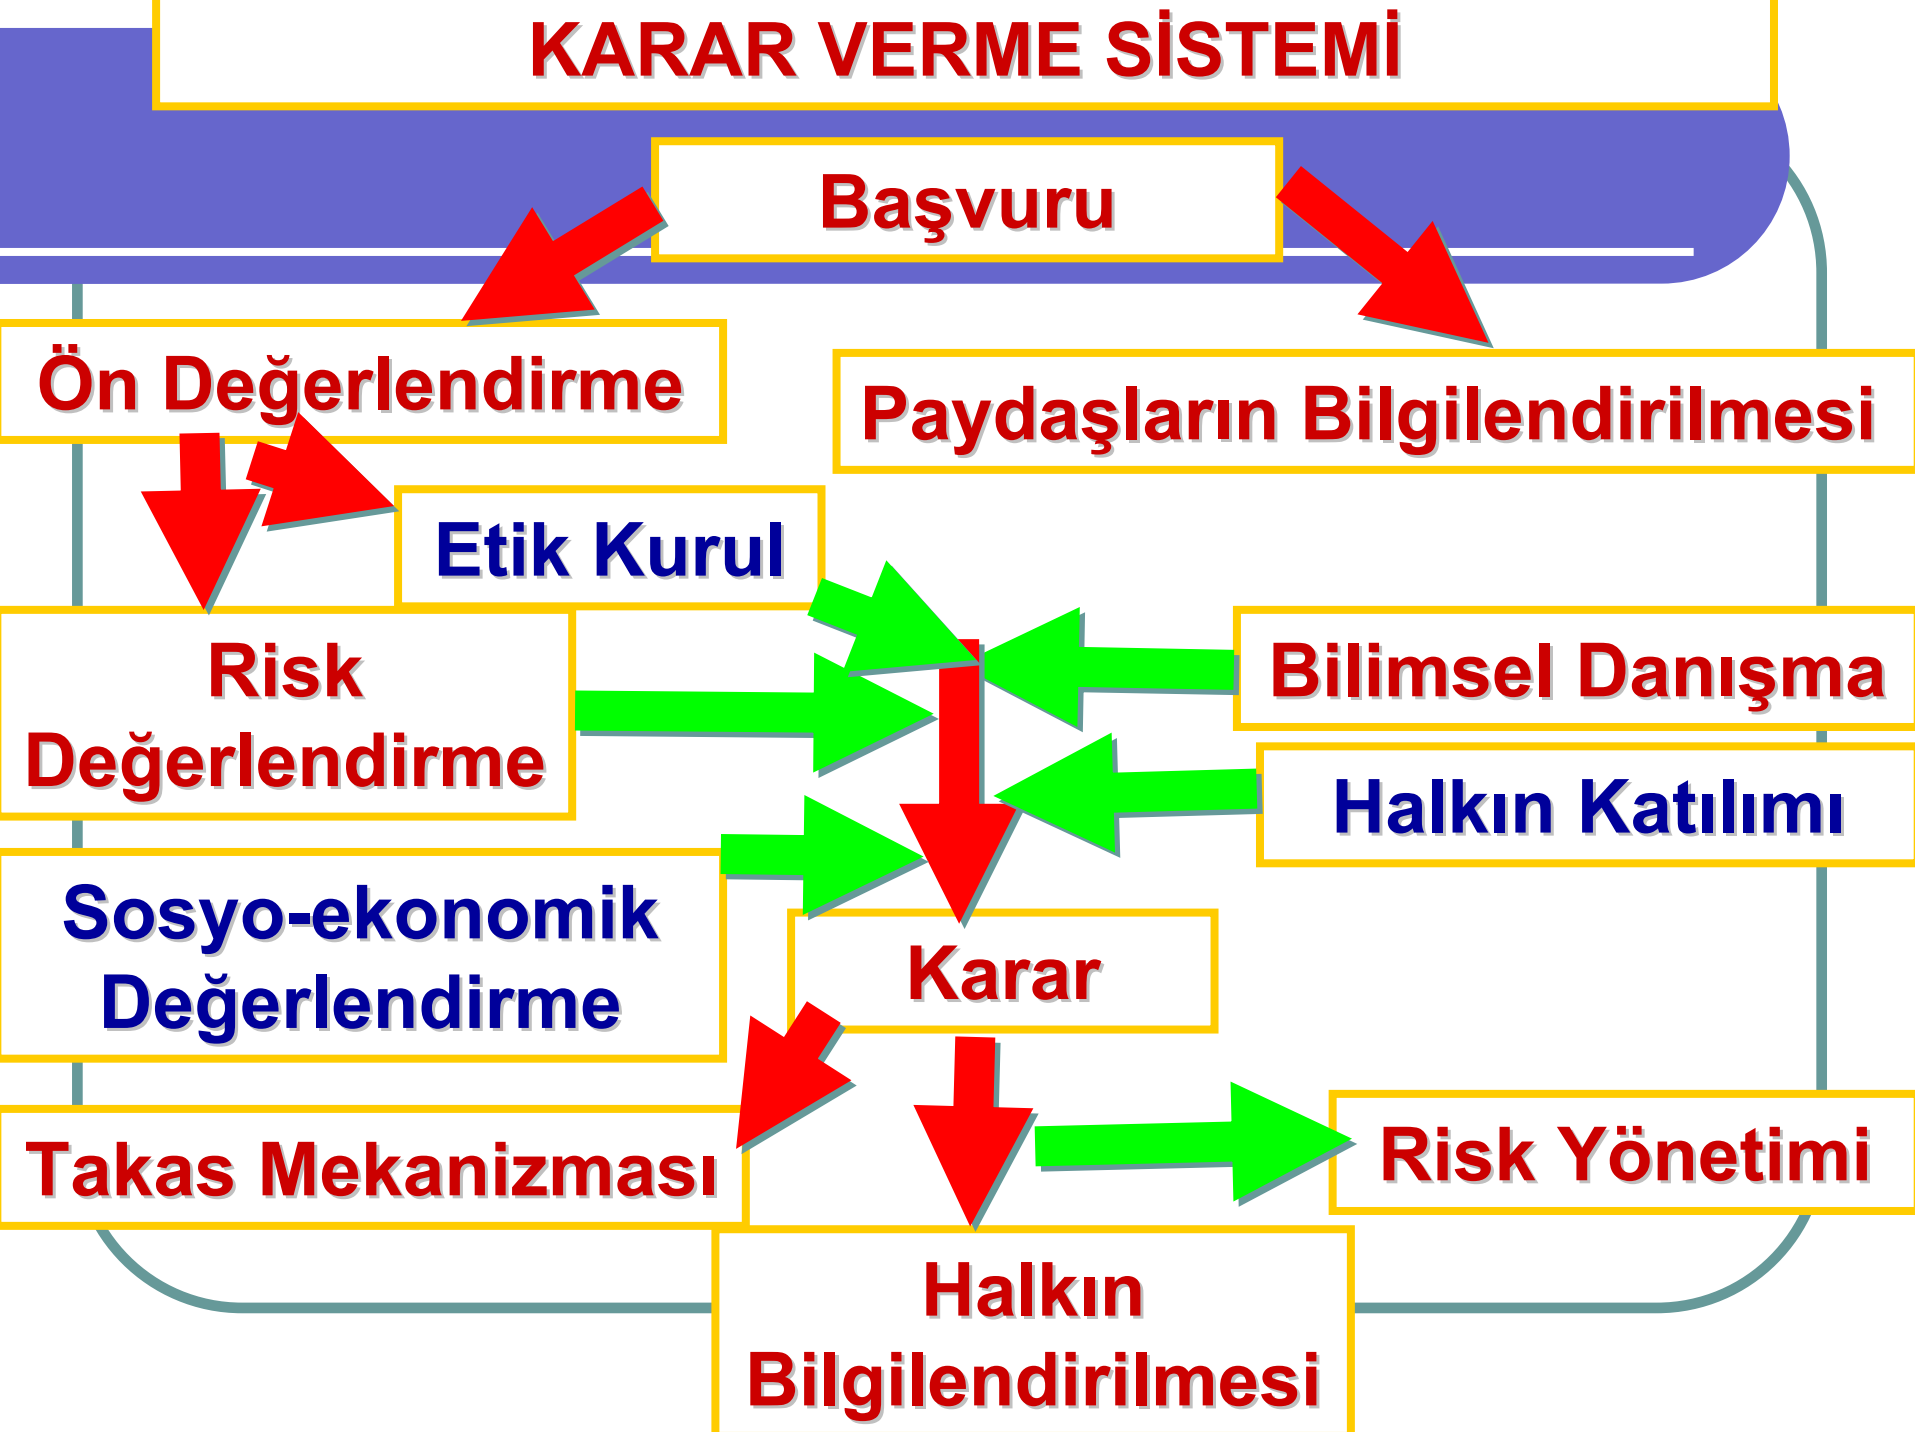 KARAR VERME SİSTEMİ
Başvuru
Ön Değerlendirme
Paydaşların Bilgilendirilmesi
Etik Kurul
Risk
Değerlendirme
Bilimsel Danışma
Halkın Katılımı
Sosyo-ekonomik
Değerlendirme
Karar
Takas Mekanizması
Risk Yönetimi
Halkın
Bilgilendirilmesi